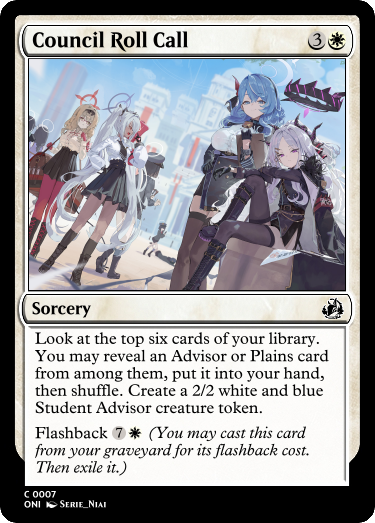 Council Roll Call 3
Sorcery
Look at the top six cards of your library.
You may reveal an Advisor or Plains card
from among them, put it into your hand,
then shuffle. Create a 2/2 white and blue
Student Advisor creature token.
Flashback 7 (You may cast this card
from your graveyard for its flashback cost.
Then exile it.)
C 0007
ONI Serie_Niai